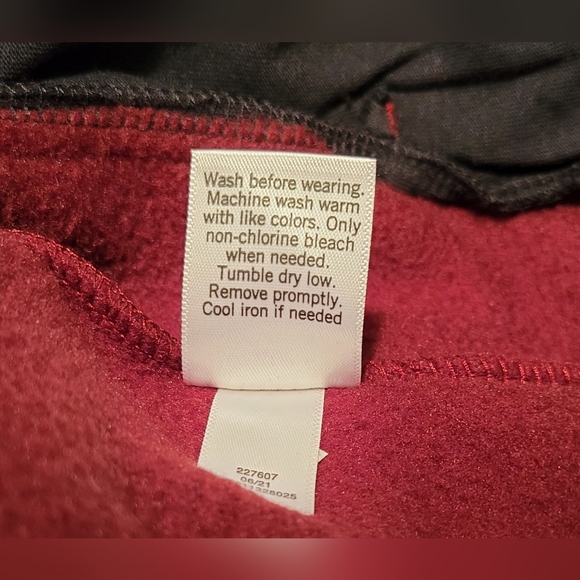 Wash before wearing.
Machine wash warm
with like colors. Only
non-chlorine bleach
when needed.
Tumble dry low.
Remove promptly.
Cool iron if needed
227607
06/21